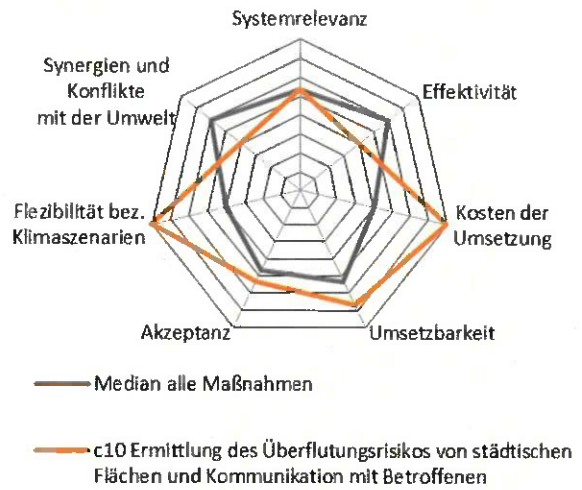 Systemrelevanz
Synergien und
Konflikte
mit der Umwelt
Effektivität
Flezibilität bez.
Klimaszenarien
Kosten der
Umsetzung
Akzeptanz
Umsetzbarkeit
Median alle Maßnahmen
c10 Ermittlung des Überflutungsrisikos von städtischen
Flächen und Kommunikation mit Betroffenen